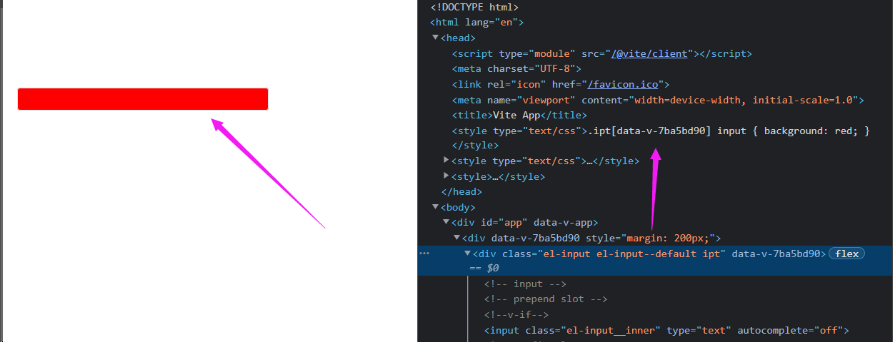 <!DOCTYPE html>
<html lang="en">
▼<head>
<script type="module" src="/@vite/client"></script>
<meta charset="UTF-8">
<link rel="icon" href="/favicon.ico">
<meta name="viewport" content="width=device-width, initial-scale=1.0">
<title>Vite App</title>
<style type="text/css">.ipt[data-v-7ba5bd90] input { background: red; }
</style>
▶<style type="text/css">…</style>
▶<style>…</style>
</head>
▼<body>
▼<div id="app" data-v-app>
▼<div data-v-7ba5bd90 style="margin: 200px;">
… ▼<div class="el-input el-input--default ipt" data-v-7ba5bd90> flex
== $0
<!-- input -->
<!-- prepend slot -->
<!--v-if-->
<input class="el-input__inner" type="text" autocomplete="off">